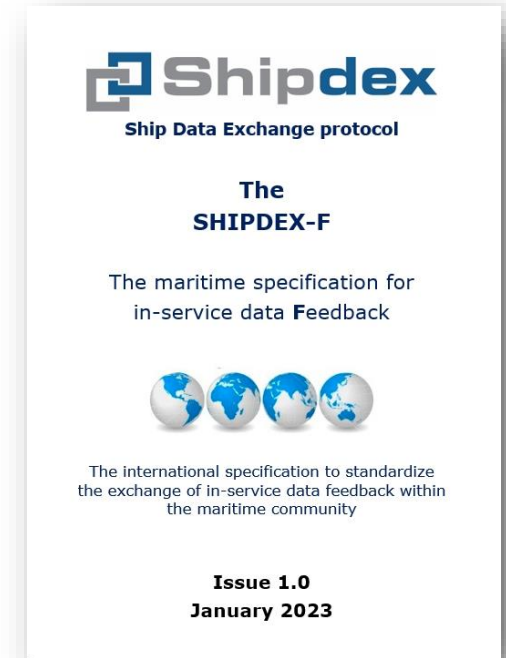 Shipdex
Ship Data Exchange protocol
The
SHIPDEX-F
The maritime specification for
in-service data Feedback
The international specification to standardize
the exchange of in-service data feedback within
the maritime community
Issue 1.0
January 2023